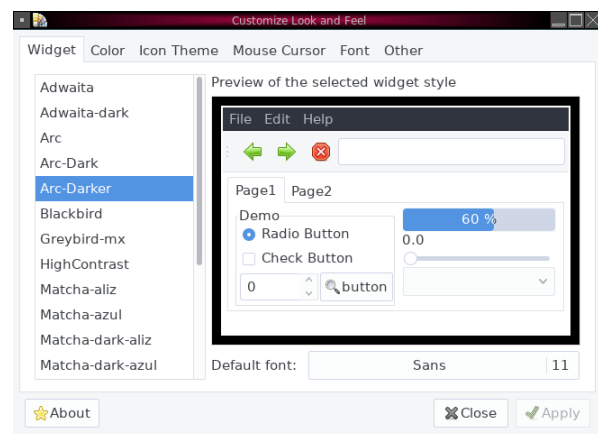 Customize Look and Feel
Widget Color Icon Theme Mouse Cursor Font Other
Adwaita
Adwaita-dark
Arc
Arc-Dark
Arc-Darker
Blackbird
Greybird-mx
HighContrast
Matcha-aliz
Matcha-azul
Matcha-dark-aliz
Matcha-dark-azul
Preview of the selected widget style
File Edit Help
Page1 Page2
Demo
Radio Button
Check Button
0 button
60 %
0.0
Default font: Sans 11
About Close Apply